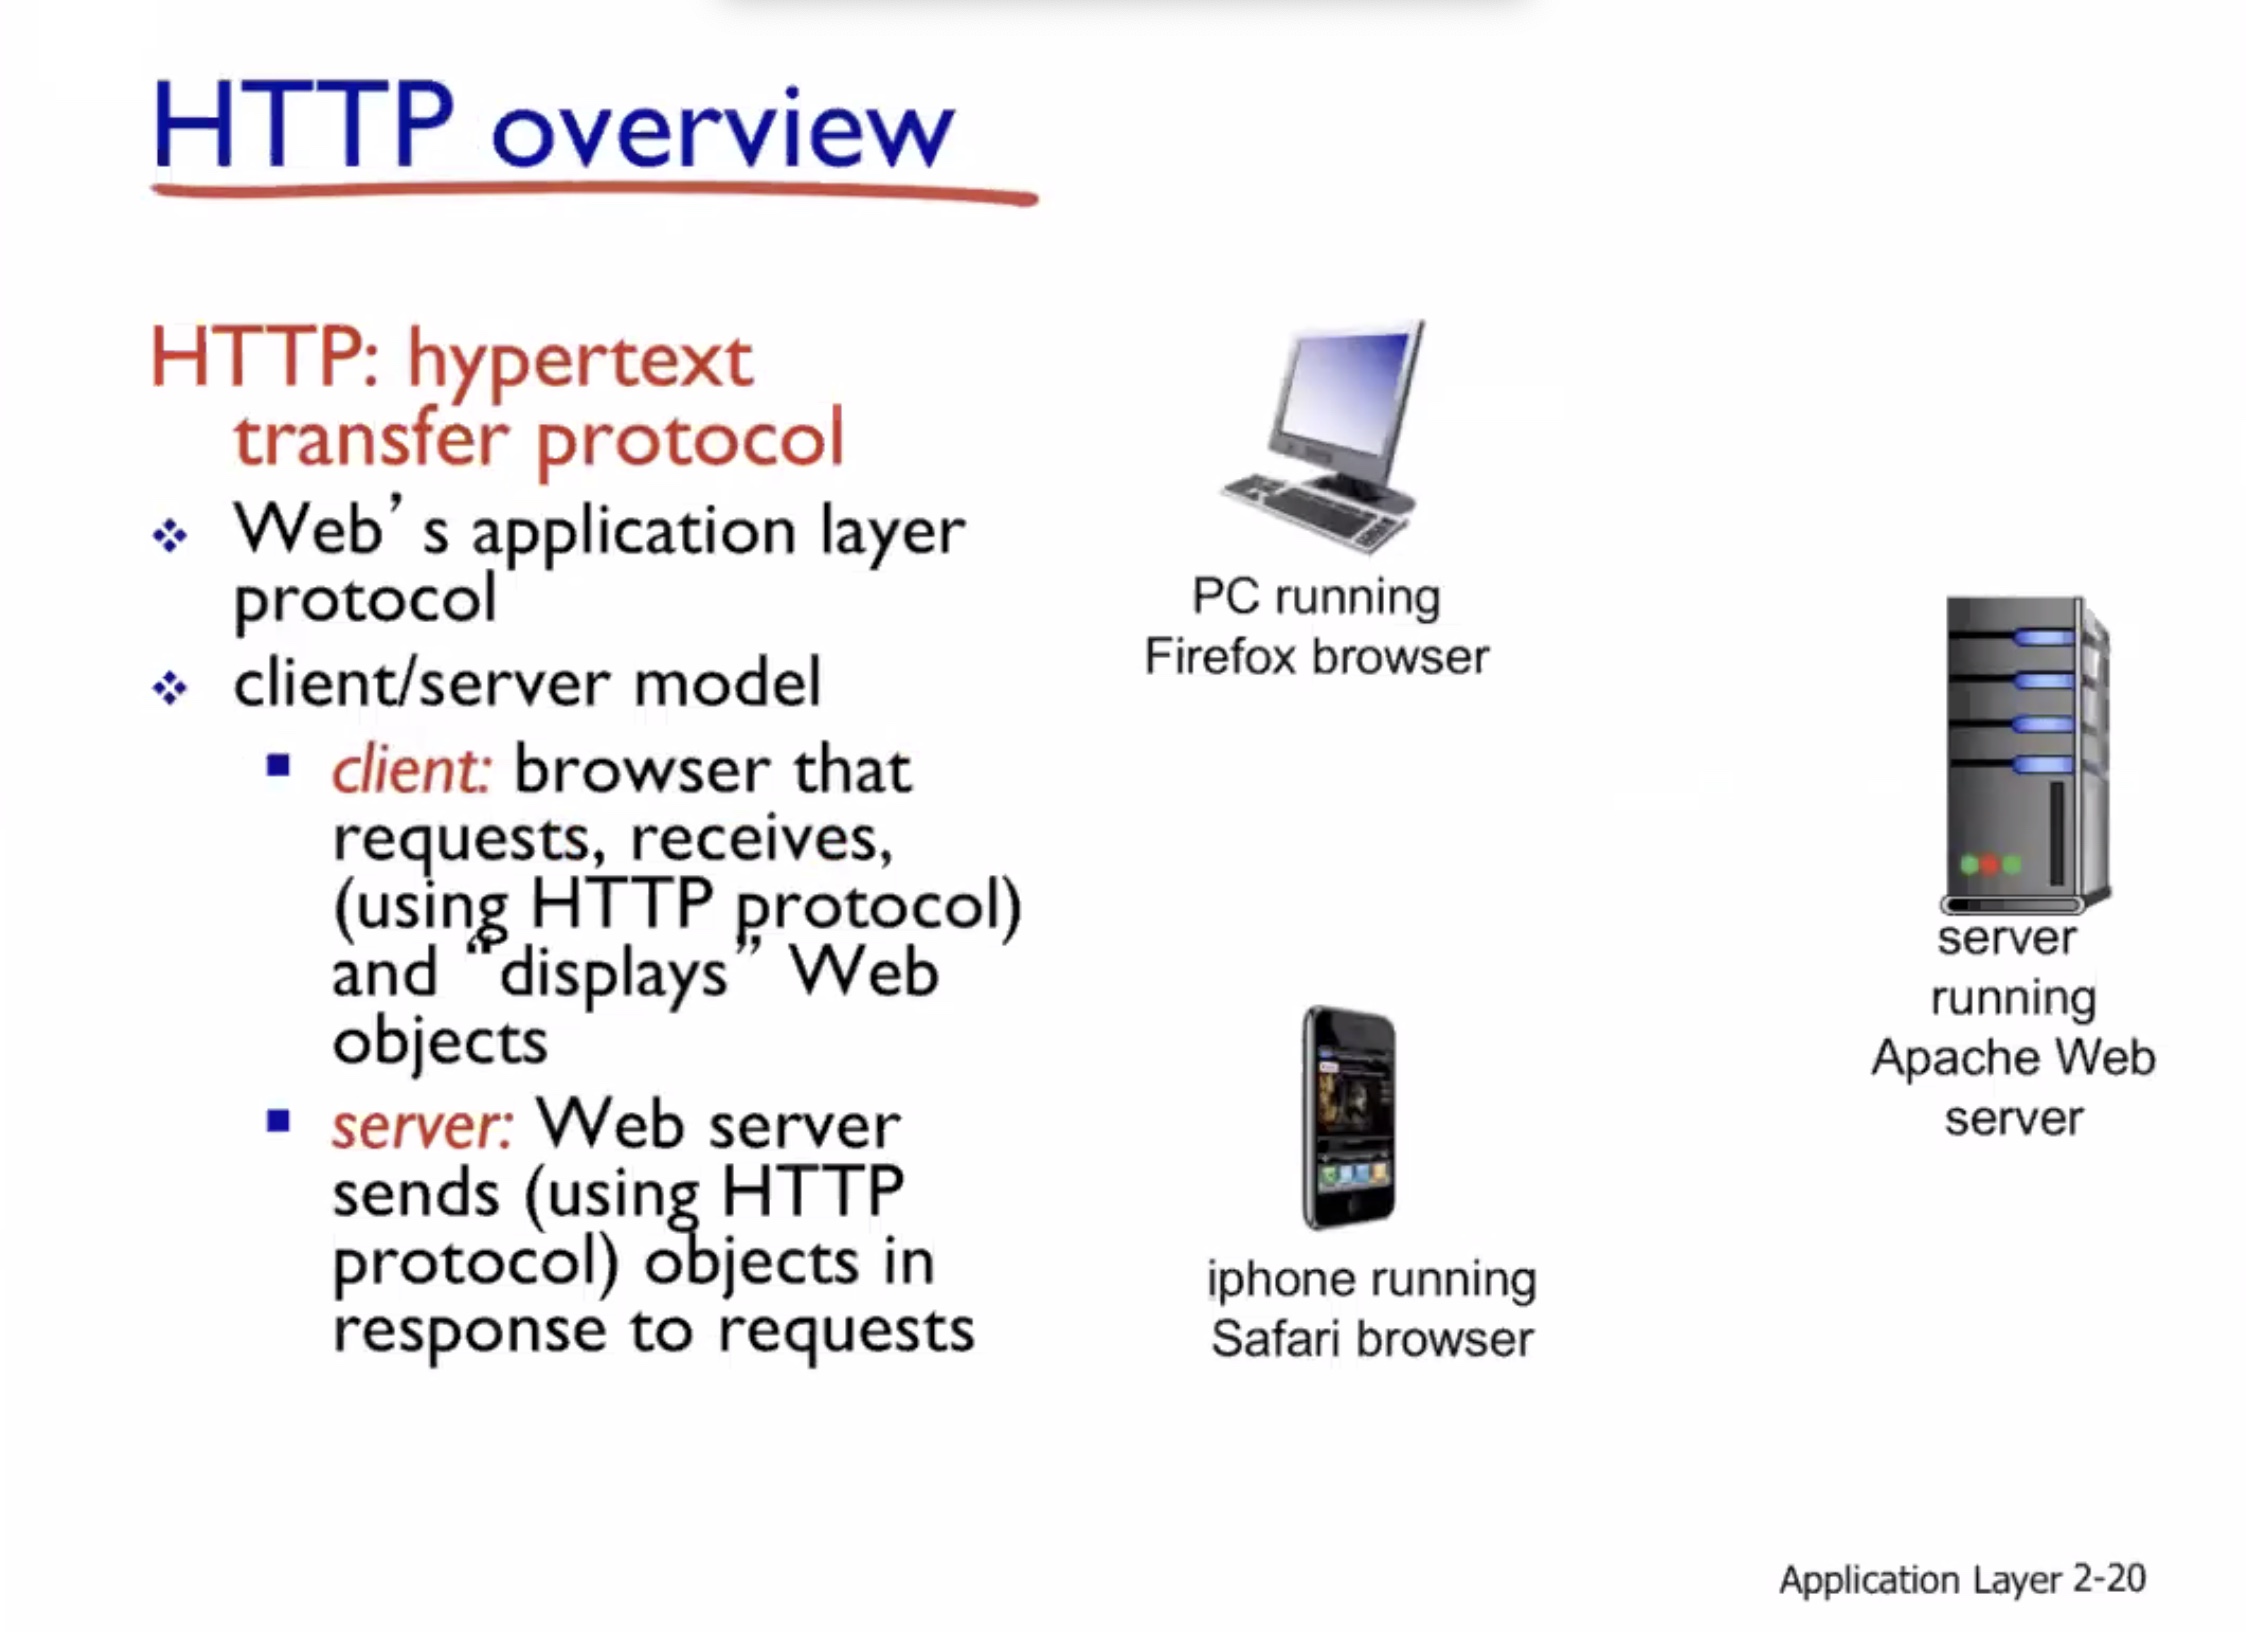 HTTP overview
HTTP: hypertext
transfer protocol
Web's application layer
protocol
client/server model
client: browser that
requests, receives,
(using HTTP protocol)
and “displays” Web
objects
server: Web server
sends (using HTTP
protocol) objects in
response to requests
PC running
Firefox browser
server
running
Apache Web
server
iphone running
Safari browser
Application Layer 2-20